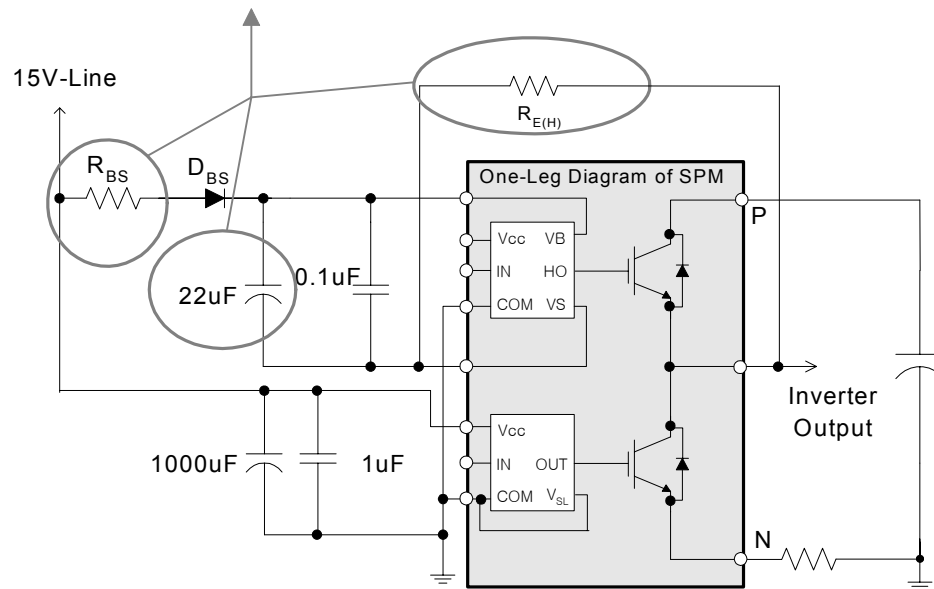 15V-Line
R_E(H)
R_BS
D_BS
One-Leg Diagram of SPM
P
Vcc VB
IN HO
COM VS
22uF
0.1uF
Inverter
Output
Vcc
IN OUT
COM V_SL
1000uF
1uF
N